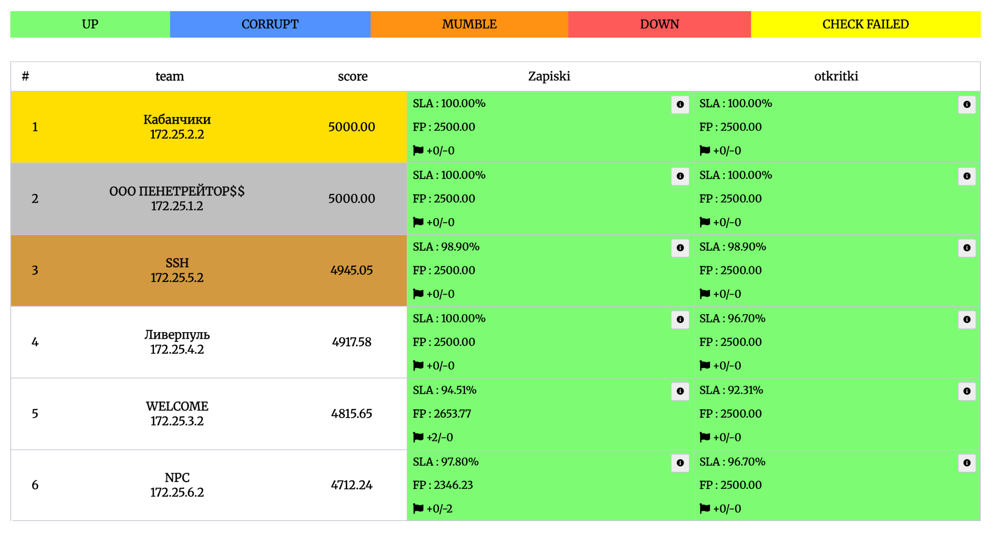 UP CORRUPT MUMBLE DOWN CHECK FAILED
# team score Zapiski otkritki
SLA : 100.00% SLA : 100.00%
1 Кабанчики 172.25.2.2 5000.00 FP : 2500.00 FP : 2500.00
+0/-0 +0/-0
SLA : 100.00% SLA : 100.00%
2 ООО ПЕНЕТРЕЙТОР$$ 172.25.1.2 5000.00 FP : 2500.00 FP : 2500.00
+0/-0 +0/-0
SLA : 98.90% SLA : 98.90%
3 SSH 172.25.5.2 4945.05 FP : 2500.00 FP : 2500.00
+0/-0 +0/-0
SLA : 100.00% SLA : 96.70%
4 Ливерпуль 172.25.4.2 4917.58 FP : 2500.00 FP : 2500.00
+0/-0 +0/-0
SLA : 94.51% SLA : 92.31%
5 WELCOME 172.25.3.2 4815.65 FP : 2653.77 FP : 2500.00
+2/-0 +0/-0
SLA : 97.80% SLA : 96.70%
6 NPC 172.25.6.2 4712.24 FP : 2346.23 FP : 2500.00
+0/-2 +0/-0